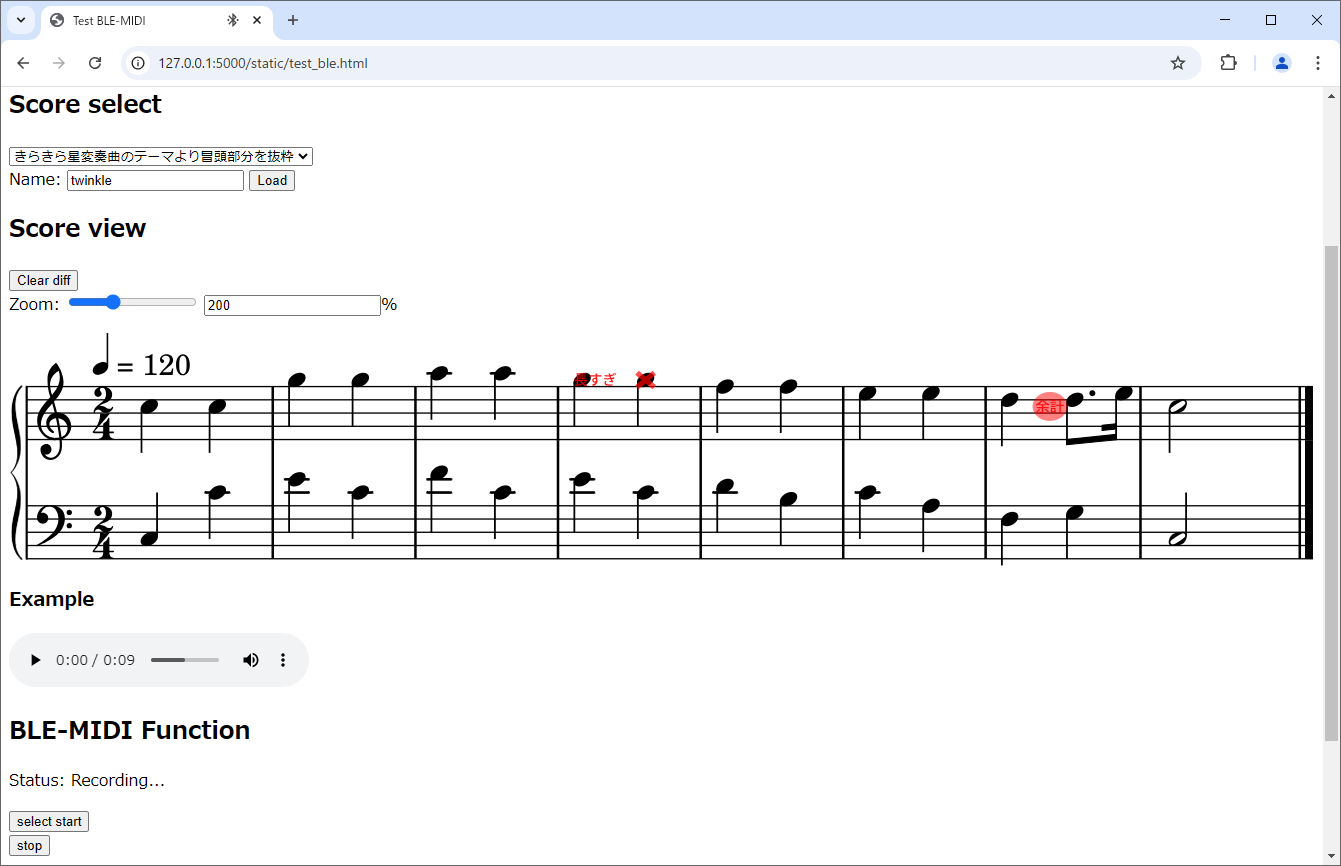 Test BLE-MIDI
127.0.0.1:5000/static/test_ble.html
Score select
きらきら星変奏曲のテーマより冒頭部分を抜粋
Name: twinkle Load
Score view
Clear diff
Zoom: 200 %
= 120
2 4
長すぎ
余計
2 4
Example
0:00 / 0:09
BLE-MIDI Function
Status: Recording...
select start
stop